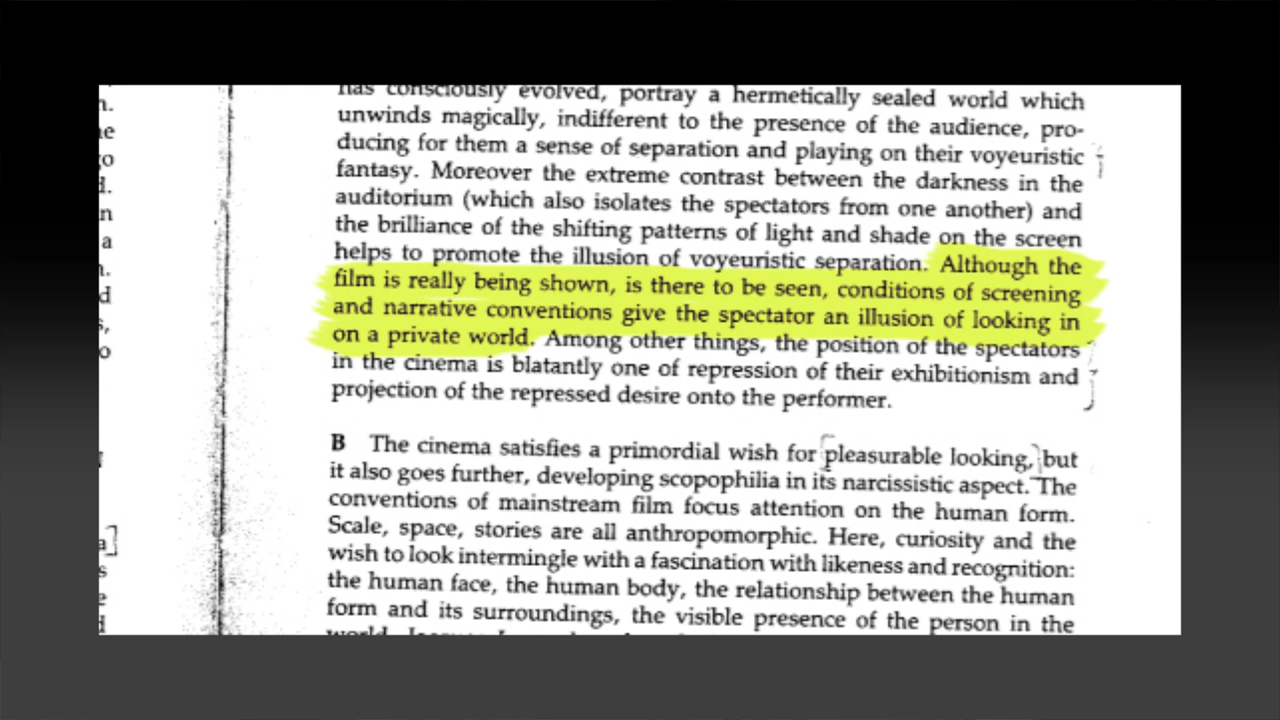 has consciously evolved, portray a hermetically sealed world which
unwinds magically, indifferent to the presence of the audience, pro-
ducing for them a sense of separation and playing on their voyeuristic
fantasy. Moreover the extreme contrast between the darkness in the
auditorium (which also isolates the spectators from one another) and
the brilliance of the shifting patterns of light and shade on the screen
helps to promote the illusion of voyeuristic separation. Although the
film is really being shown, is there to be seen, conditions of screening
and narrative conventions give the spectator an illusion of looking in
on a private world. Among other things, the position of the spectators
in the cinema is blatantly one of repression of their exhibitionism and
projection of the repressed desire onto the performer.
B The cinema satisfies a primordial wish for pleasurable looking, but
it also goes further, developing scopophilia in its narcissistic aspect. The
conventions of mainstream film focus attention on the human form.
Scale, space, stories are all anthropomorphic. Here, curiosity and the
wish to look intermingle with a fascination with likeness and recognition:
the human face, the human body, the relationship between the human
form and its surroundings, the visible presence of the person in the